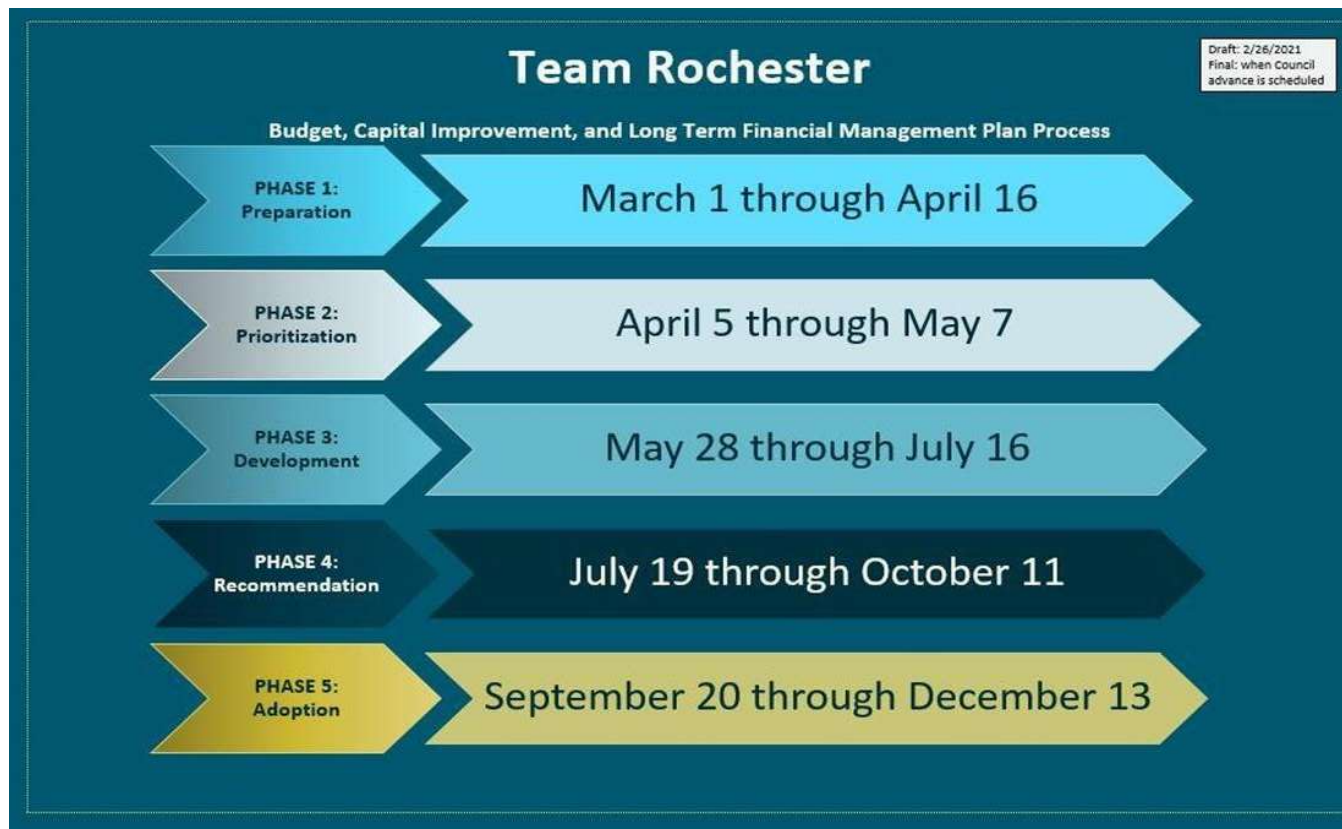 Team Rochester
Draft: 2/26/2021
Final: when Council
advance is scheduled
Budget, Capital Improvement, and Long Term Financial Management Plan Process
PHASE 1:
Preparation
March 1 through April 16
PHASE 2:
Prioritization
April 5 through May 7
PHASE 3:
Development
May 28 through July 16
PHASE 4:
Recommendation
July 19 through October 11
PHASE 5:
Adoption
September 20 through December 13